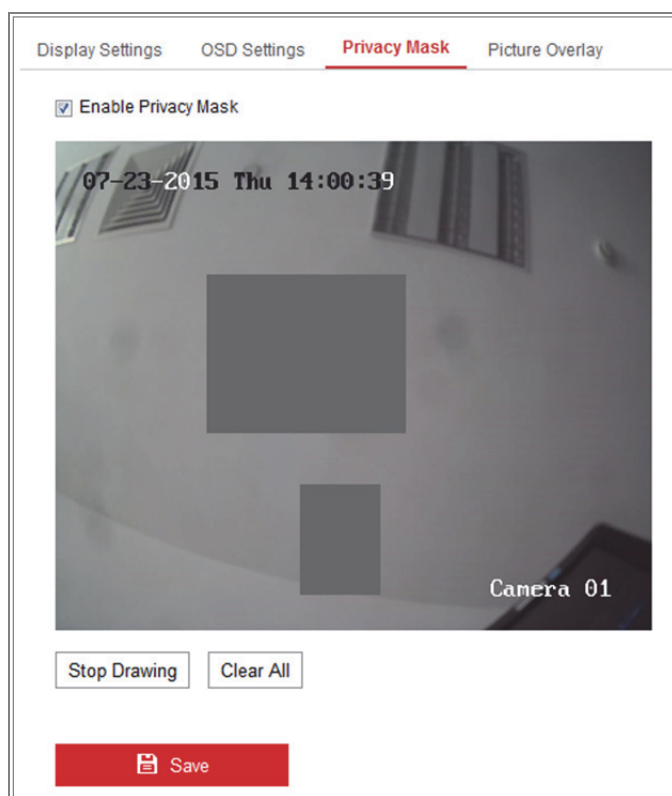 Display Settings OSD Settings Privacy Mask Picture Overlay
Enable Privacy Mask
07-23-2015 Thu 14:00:39
Camera 01
Stop Drawing Clear All
Save